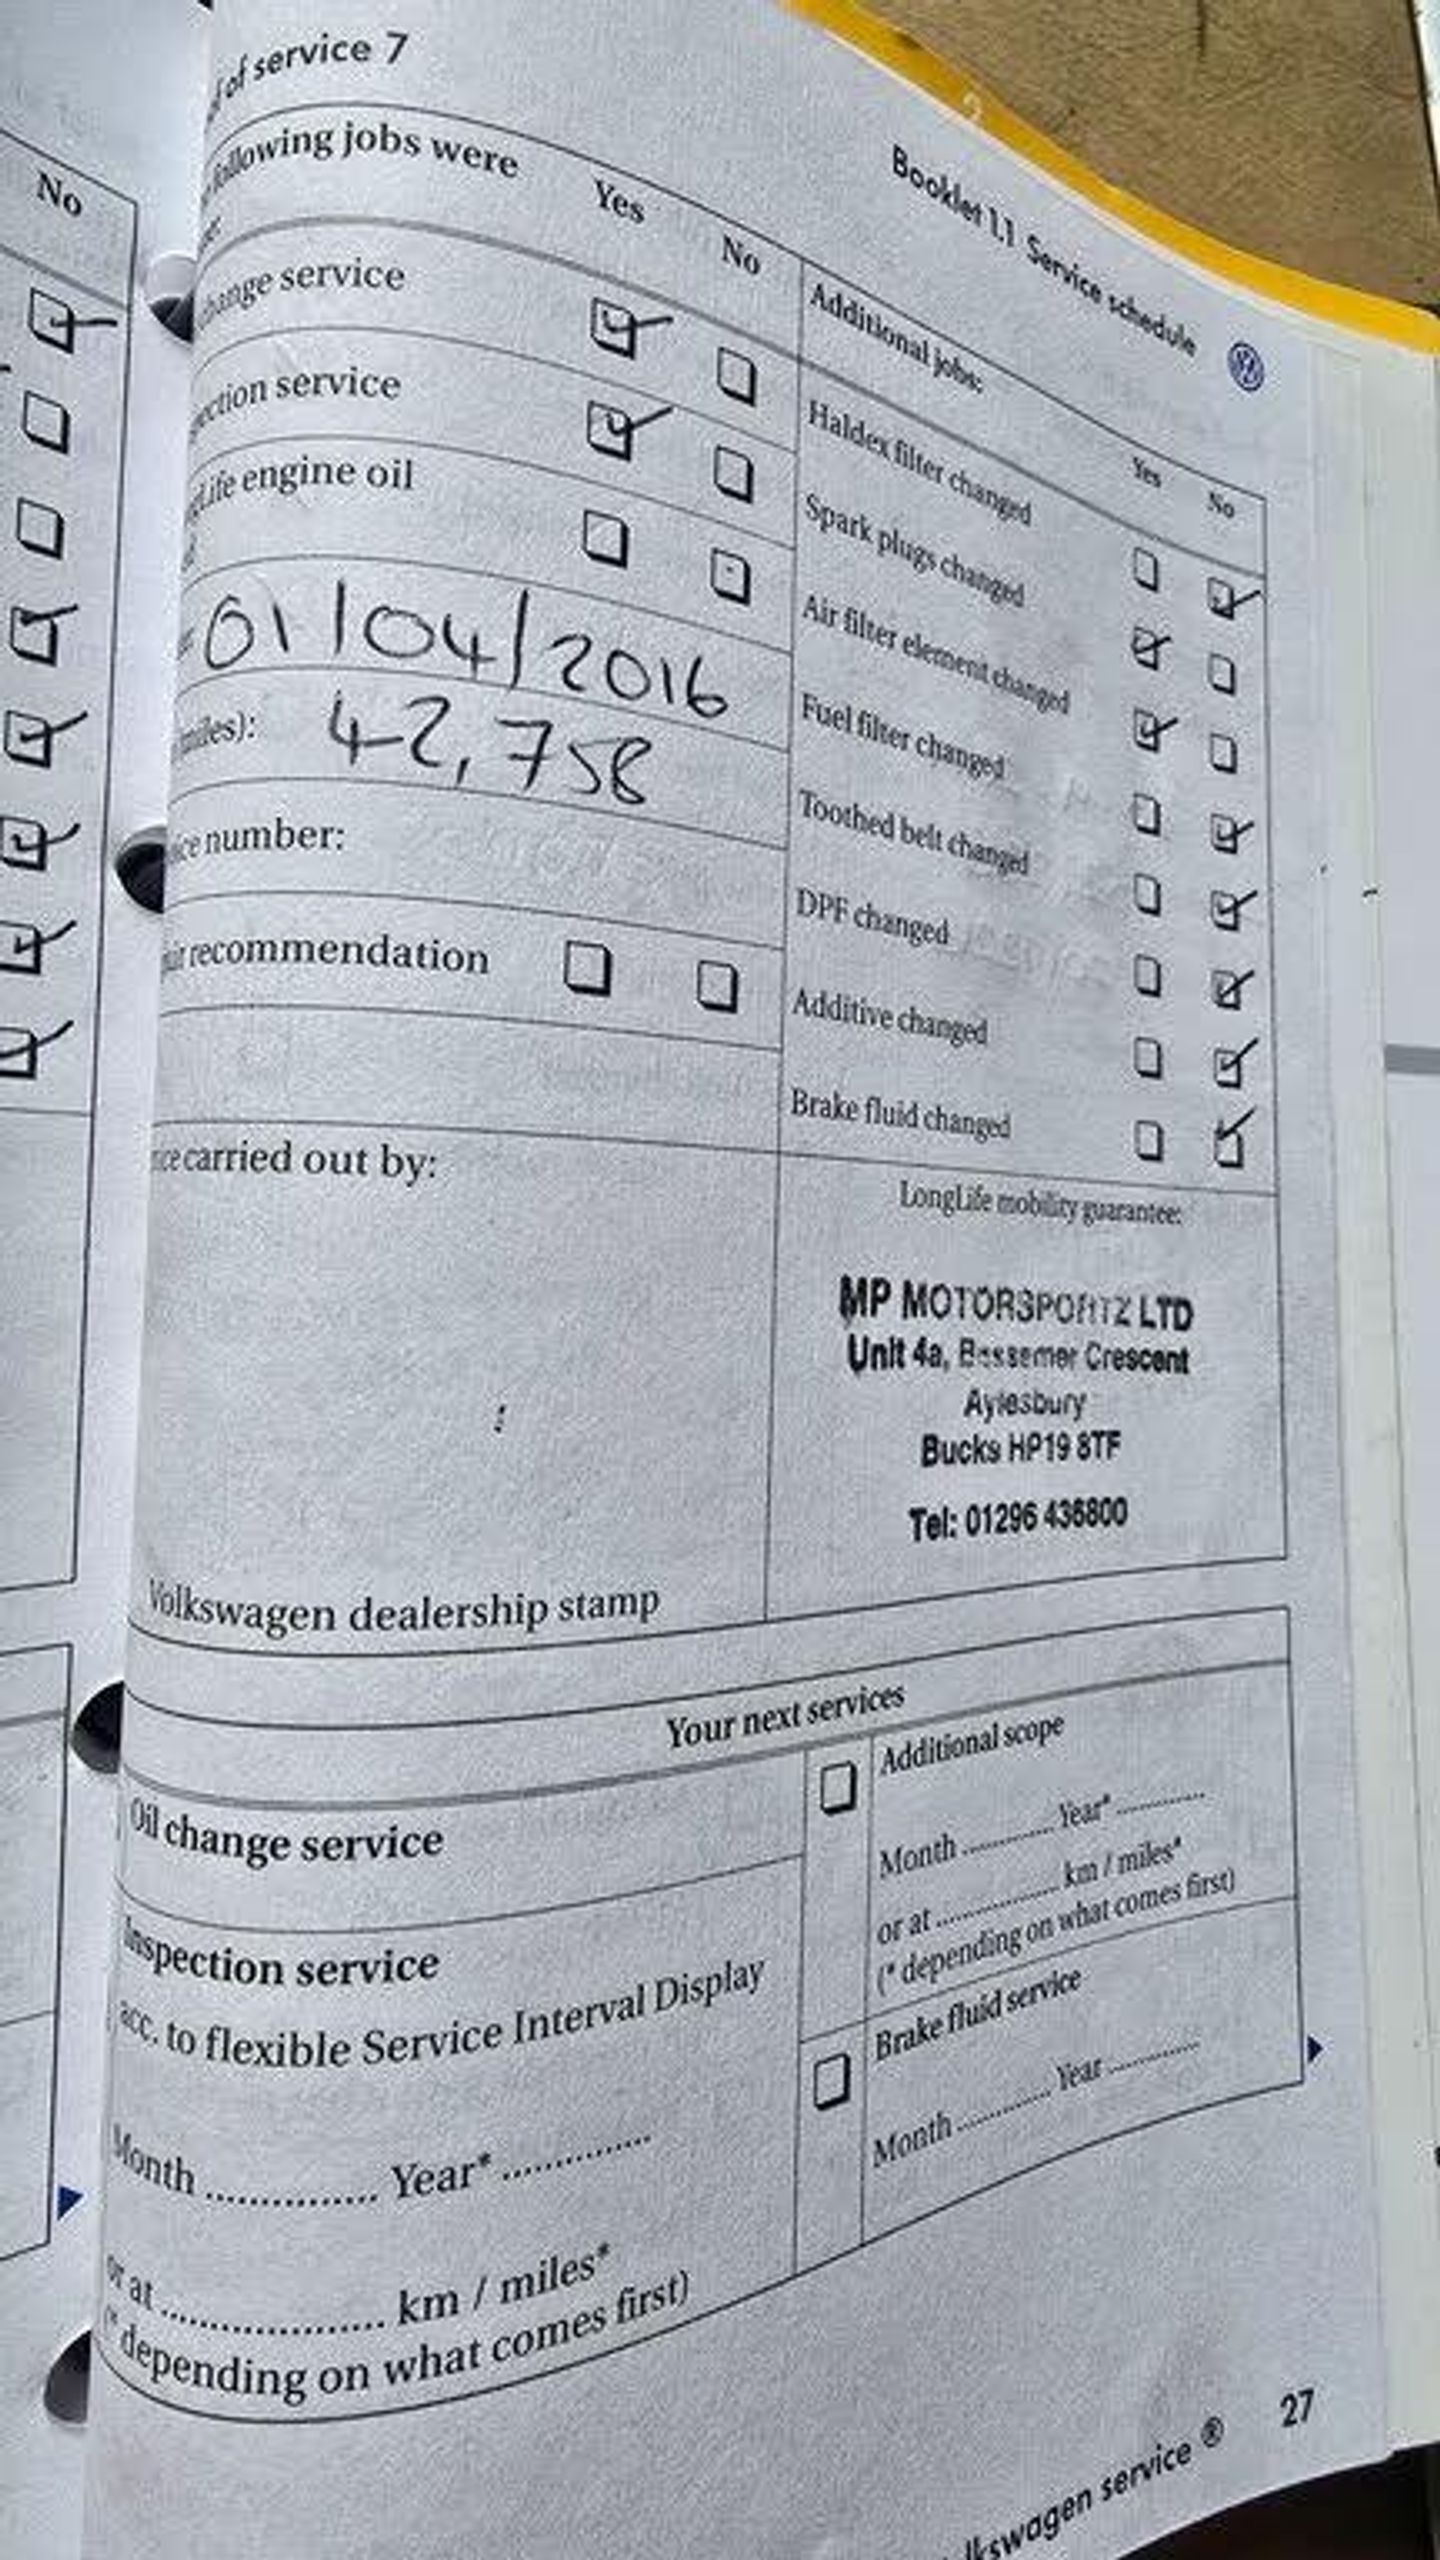 No
of service 7
Booklet 1.1 Service schedule
following jobs were
Yes No
change service
service
engine oil
01/04/2016
miles): 42,758
number:
recommendation
carried out by:
Volkswagen dealership stamp
Additional jobs:
Yes No
Haldex filter changed
Spark plugs changed
Air filter element changed
Fuel filter changed
Toothed belt changed
DPF changed
Additive changed
Brake fluid changed
LongLife mobility guarantee:
MP MOTORSPORTZ LTD
Unit 4a, Bessemer Crescent
Aylesbury
Bucks HP19 8TF
Tel: 01296 436800
Your next services
Oil change service
Inspection service
acc. to flexible Service Interval Display
Month .............. Year* ..............
or at .................... km / miles*
(* depending on what comes first)
Additional scope
Month .............. Year* ..............
or at .................... km / miles*
(* depending on what comes first)
Brake fluid service
Month .............. Year ..............
lkswagen service ® 27